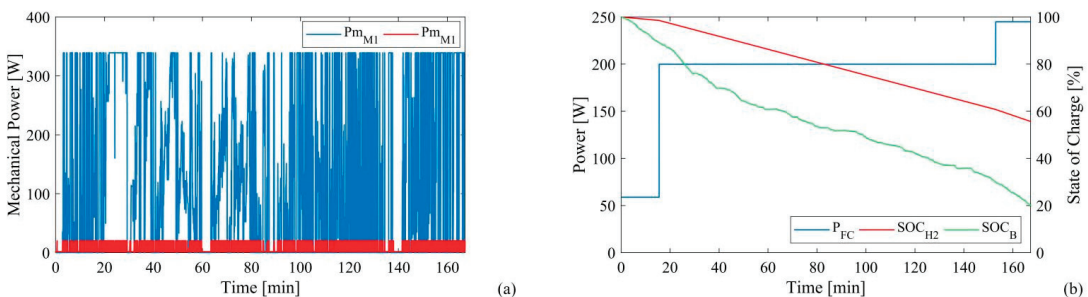 400
300
200
100
0
Mechanical Power [W]
Pm_M1 Pm_M1
0 20 40 60 80 100 120 140 160
Time [min]
(a)
250
200
150
100
50
0
Power [W]
100
80
60
40
20
0
State of Charge [%]
P_FC SOC_H2 SOC_B
0 20 40 60 80 100 120 140 160
Time [min]
(b)